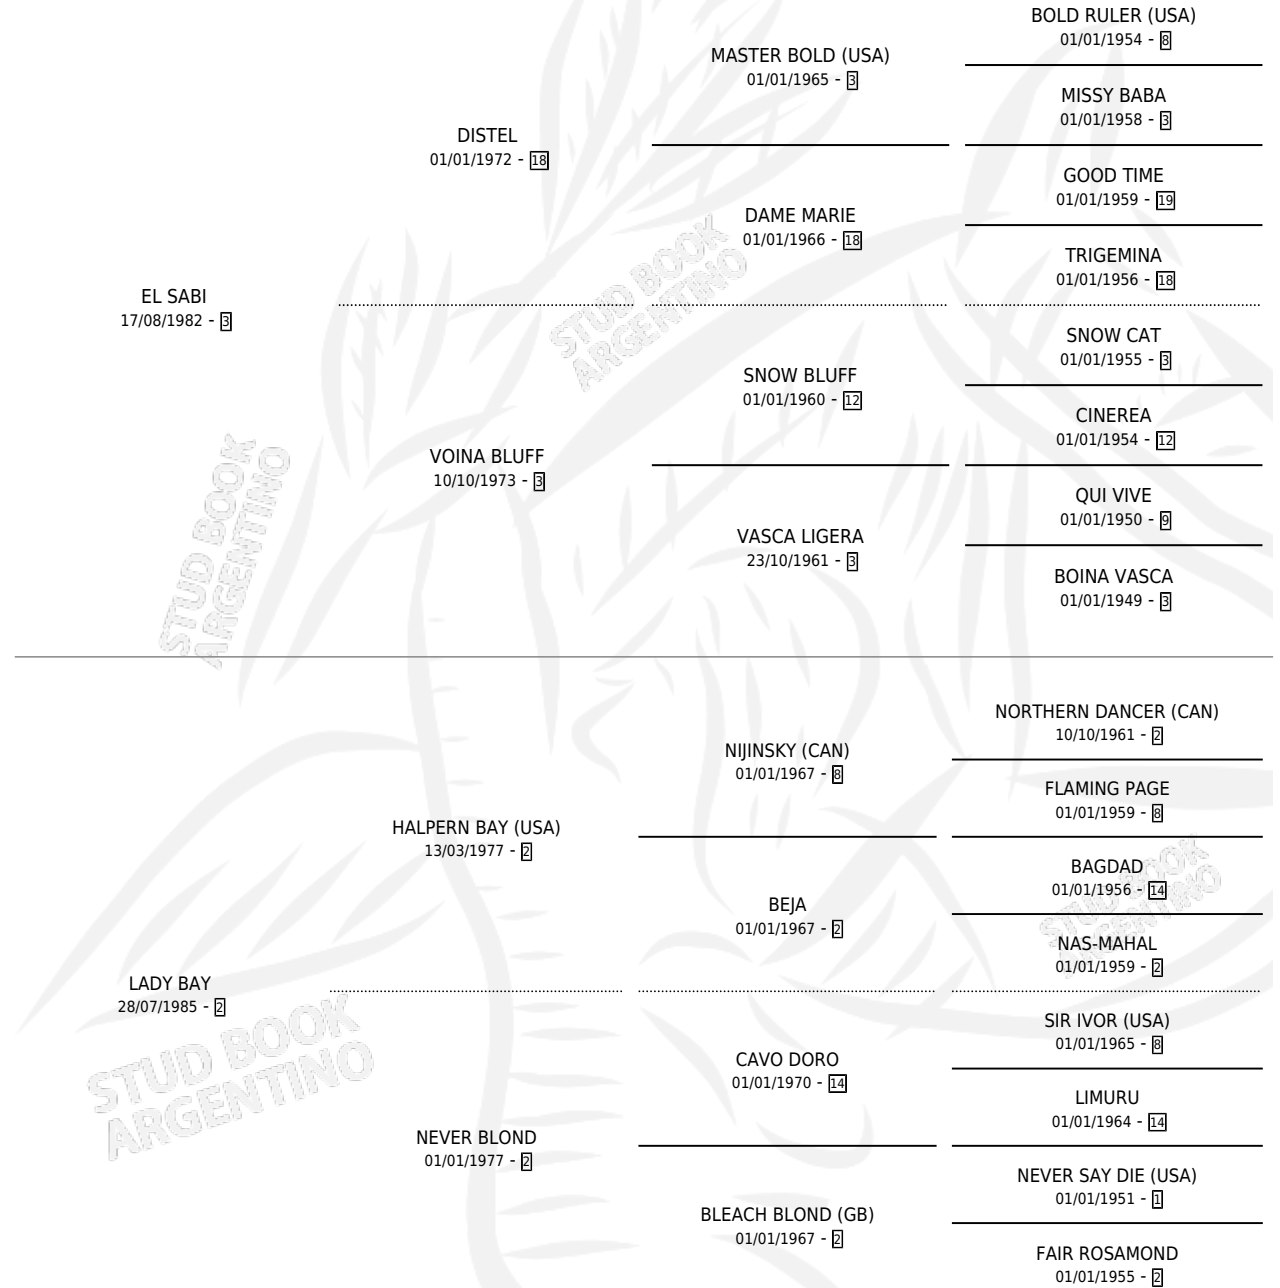 BOLD RULER (USA)
01/01/1954 - 8
MASTER BOLD (USA)
01/01/1965 - 3
MISSY BABA
01/01/1958 - 3
DISTEL
01/01/1972 - 18
GOOD TIME
01/01/1959 - 19
DAME MARIE
01/01/1966 - 18
TRIGEMINA
01/01/1956 - 18
EL SABI
17/08/1982 - 3
STUD BOOK
ARGENTINO
SNOW CAT
01/01/1955 - 3
SNOW BLUFF
01/01/1960 - 12
CINEREA
01/01/1954 - 12
VOINA BLUFF
10/10/1973 - 3
QUI VIVE
01/01/1950 - 9
VASCA LIGERA
23/10/1961 - 3
BOINA VASCA
01/01/1949 - 3
STUD BOOK
ARGENTINO
NORTHERN DANCER (CAN)
10/10/1961 - 2
NIJINSKY (CAN)
01/01/1967 - 8
FLAMING PAGE
01/01/1959 - 8
HALPERN BAY (USA)
13/03/1977 - 2
BAGDAD
01/01/1956 - 14
BEJA
01/01/1967 - 2
STUD BOOK
ARGENTINO
NAS-MAHAL
01/01/1959 - 2
LADY BAY
28/07/1985 - 2
SIR IVOR (USA)
01/01/1965 - 8
CAVO DORO
01/01/1970 - 14
STUD BOOK
ARGENTINO
LIMURU
01/01/1964 - 14
NEVER BLOND
01/01/1977 - 2
NEVER SAY DIE (USA)
01/01/1951 - 1
BLEACH BLOND (GB)
01/01/1967 - 2
FAIR ROSAMOND
01/01/1955 - 2